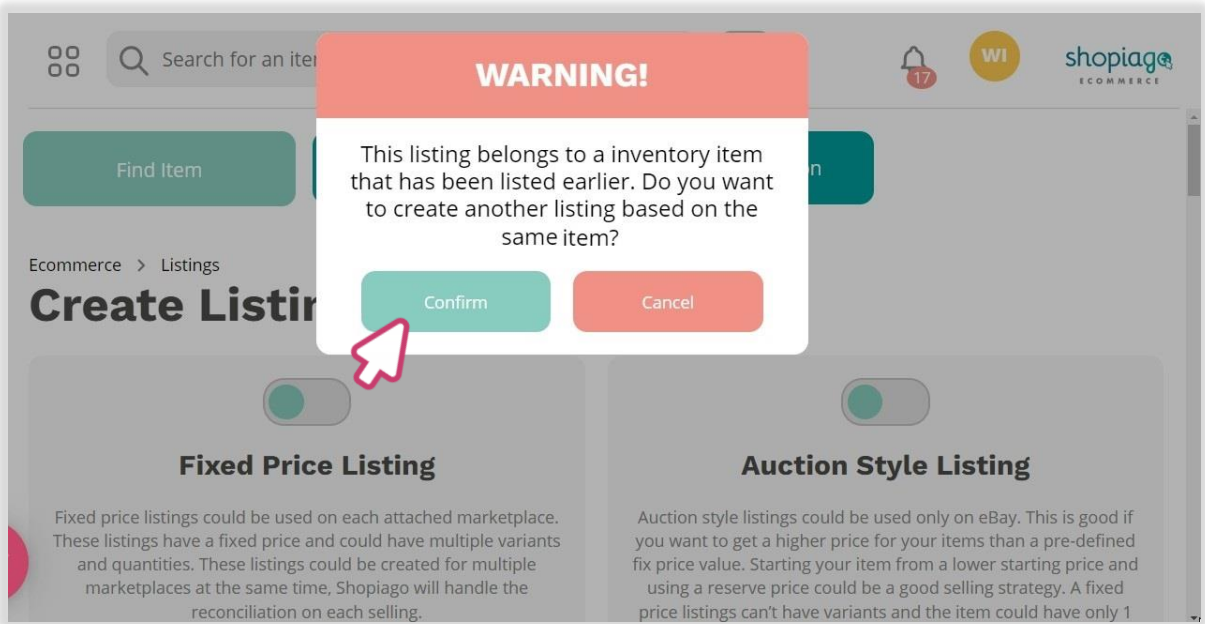 Search for an iter
17
WI
shopiago
ECOMMERCE
WARNING!
This listing belongs to a inventory item
that has been listed earlier. Do you want
to create another listing based on the
same item?
Confirm
Cancel
Find Item
n
Ecommerce > Listings
Create Listin
Fixed Price Listing
Fixed price listings could be used on each attached marketplace.
These listings have a fixed price and could have multiple variants
and quantities. These listings could be created for multiple
marketplaces at the same time, Shopiago will handle the
reconciliation on each selling.
Auction Style Listing
Auction style listings could be used only on eBay. This is good if
you want to get a higher price for your items than a pre-defined
fix price value. Starting your item from a lower starting price and
using a reserve price could be a good selling strategy. A fixed
price listings can't have variants and the item could have only 1